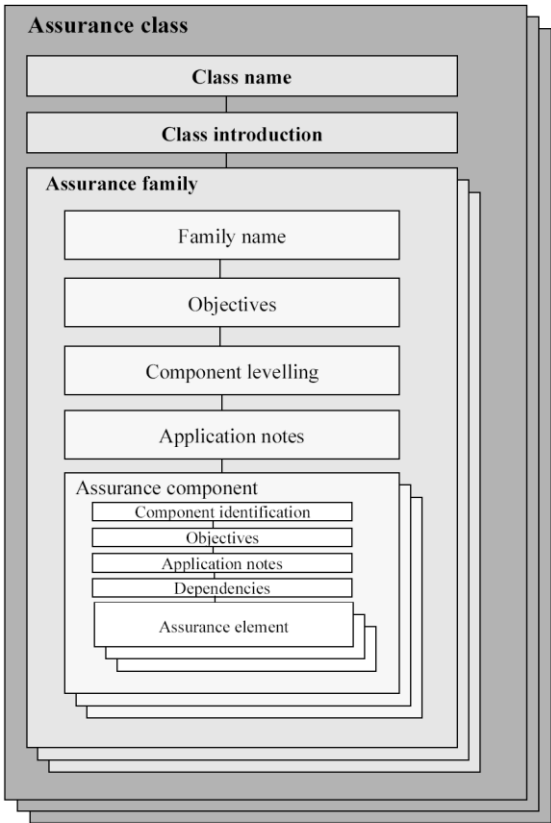 Assurance class
Class name
Class introduction
Assurance family
Family name
Objectives
Component levelling
Application notes
Assurance component
Component identification
Objectives
Application notes
Dependencies
Assurance element